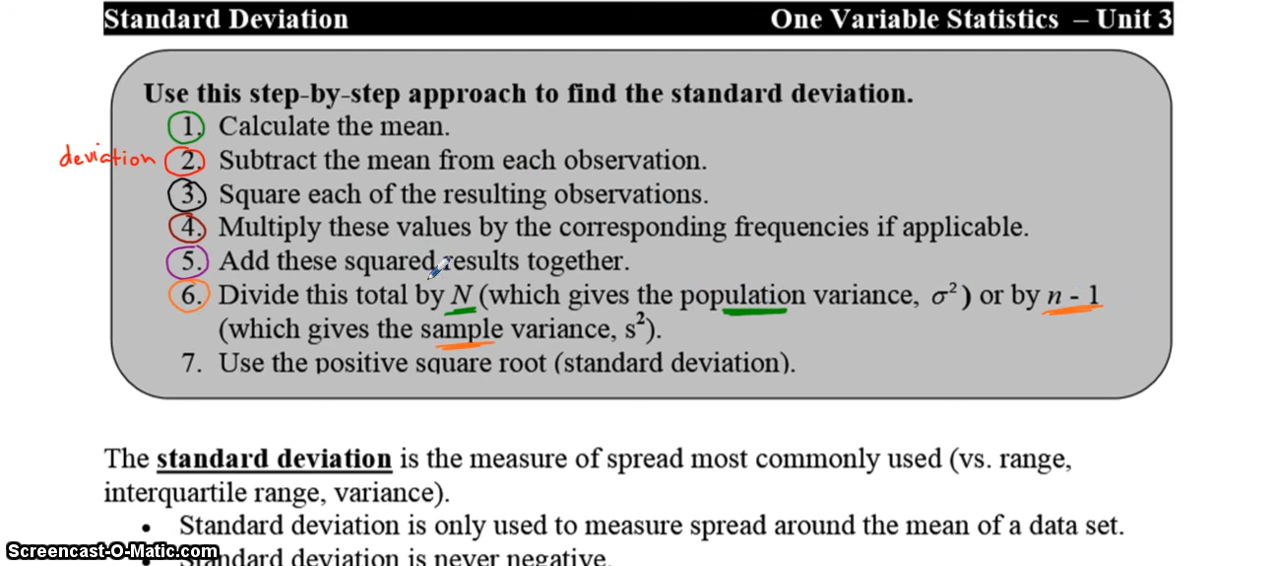 Standard Deviation One Variable Statistics – Unit 3
Use this step-by-step approach to find the standard deviation.
1. Calculate the mean.
deviation 2. Subtract the mean from each observation.
3. Square each of the resulting observations.
4. Multiply these values by the corresponding frequencies if applicable.
5. Add these squared results together.
6. Divide this total by N (which gives the population variance, σ²) or by n - 1
(which gives the sample variance, s²).
7. Use the positive square root (standard deviation).
The standard deviation is the measure of spread most commonly used (vs. range,
interquartile range, variance).
• Standard deviation is only used to measure spread around the mean of a data set.
• Standard deviation is never negative.
Screencast-O-Matic.com